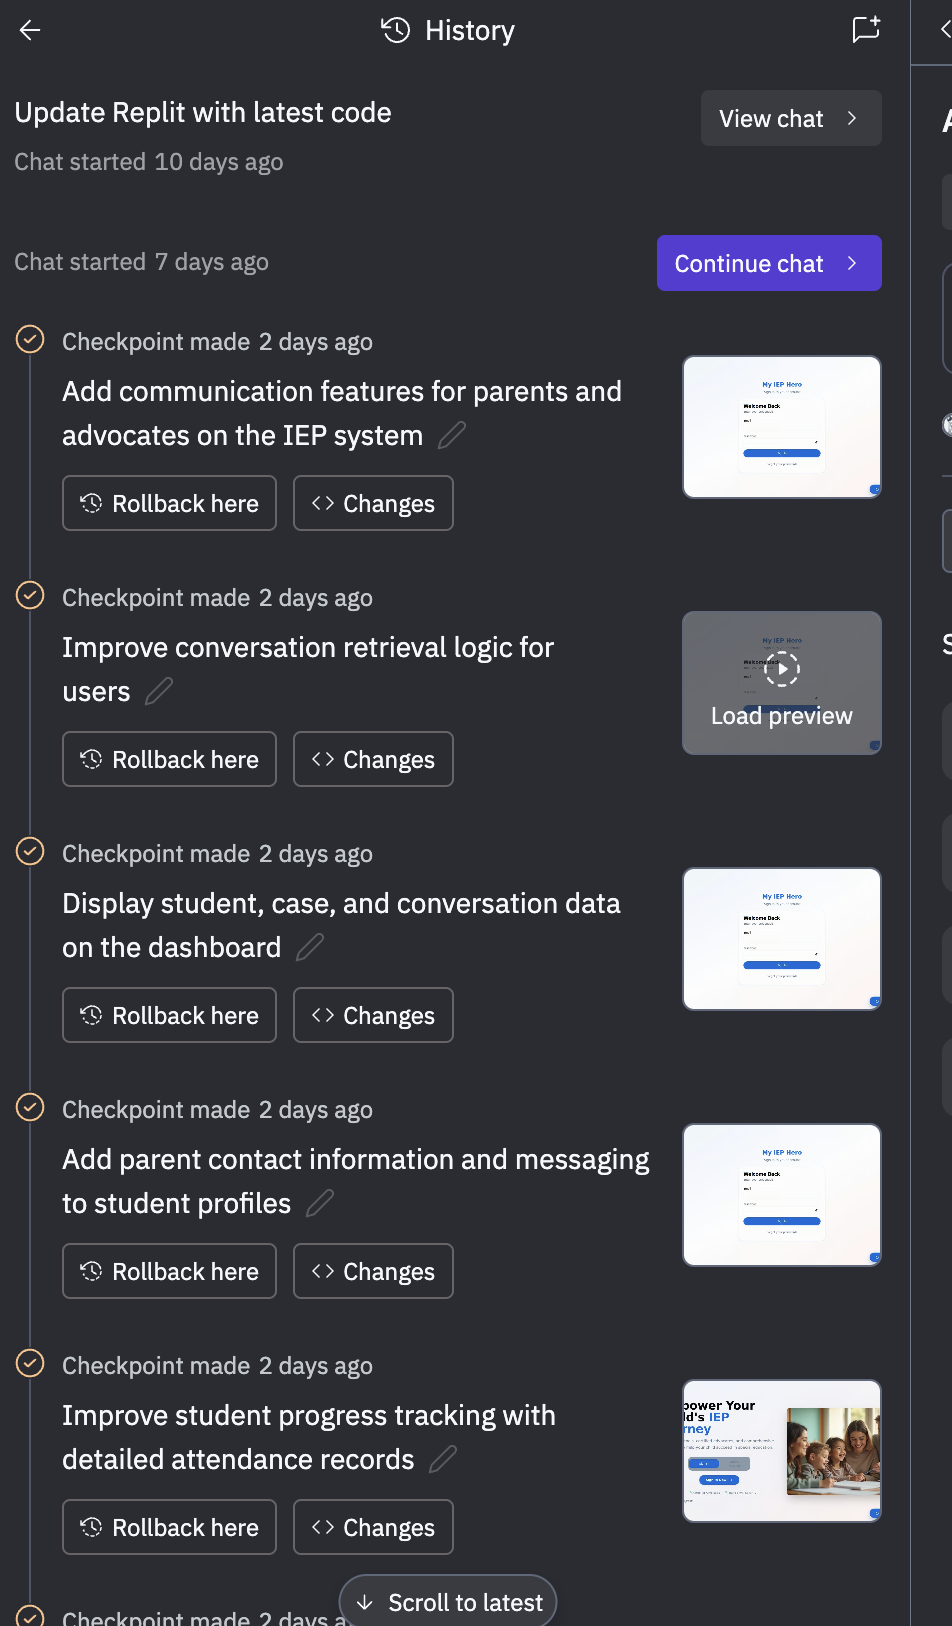 History
Update Replit with latest code
View chat
Chat started 10 days ago
Chat started 7 days ago
Continue chat
Checkpoint made 2 days ago
Add communication features for parents and
advocates on the IEP system
Rollback here
Changes
My IEP Hero
Welcome Back
Checkpoint made 2 days ago
Improve conversation retrieval logic for
users
Rollback here
Changes
My IEP Hero
Welcome Back
Load preview
Checkpoint made 2 days ago
Display student, case, and conversation data
on the dashboard
Rollback here
Changes
My IEP Hero
Welcome Back
Checkpoint made 2 days ago
Add parent contact information and messaging
to student profiles
Rollback here
Changes
My IEP Hero
Welcome Back
Checkpoint made 2 days ago
Improve student progress tracking with
detailed attendance records
Rollback here
Changes
power Your
ld's IEP
rney
Checkpoint made 2 days a
Scroll to latest